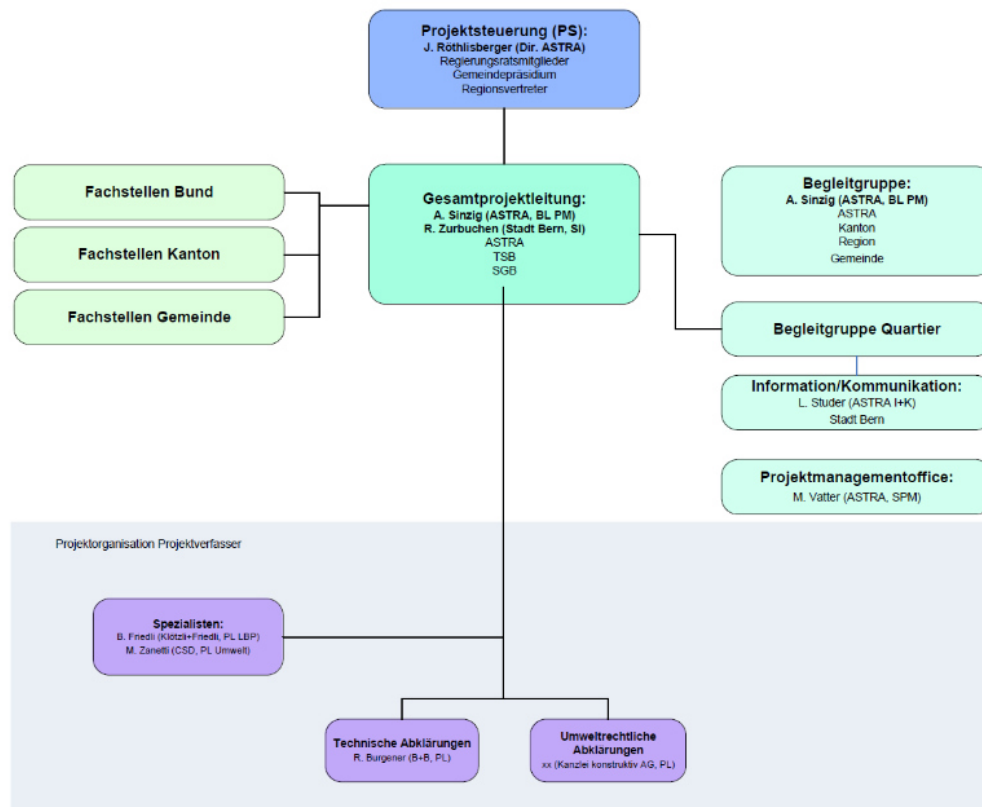 Projektsteuerung (PS):
J. Röthlisberger (Dir. ASTRA)
Regierungsratsmitglieder
Gemeindepräsidium
Regionsvertreter
Fachstellen Bund
Fachstellen Kanton
Fachstellen Gemeinde
Gesamtprojektleitung:
A. Sinzig (ASTRA, BL PM)
R. Zurbuchen (Stadt Bern, SI)
ASTRA
TSB
SGB
Begleitgruppe:
A. Sinzig (ASTRA, BL PM)
ASTRA
Kanton
Region
Gemeinde
Begleitgruppe Quartier
Information/Kommunikation:
L. Studer (ASTRA I+K)
Stadt Bern
Projektmanagementoffice:
M. Vatter (ASTRA, SPM)
Projektorganisation Projektverfasser
Spezialisten:
B. Friedli (Klötzli+Friedli, PL LBP)
M. Zanetti (CSD, PL Umwelt)
Technische Abklärungen
R. Burgener (B+B, PL)
Umweltrechtliche
Abklärungen
xx (Kanzlei konstruktiv AG, PL)